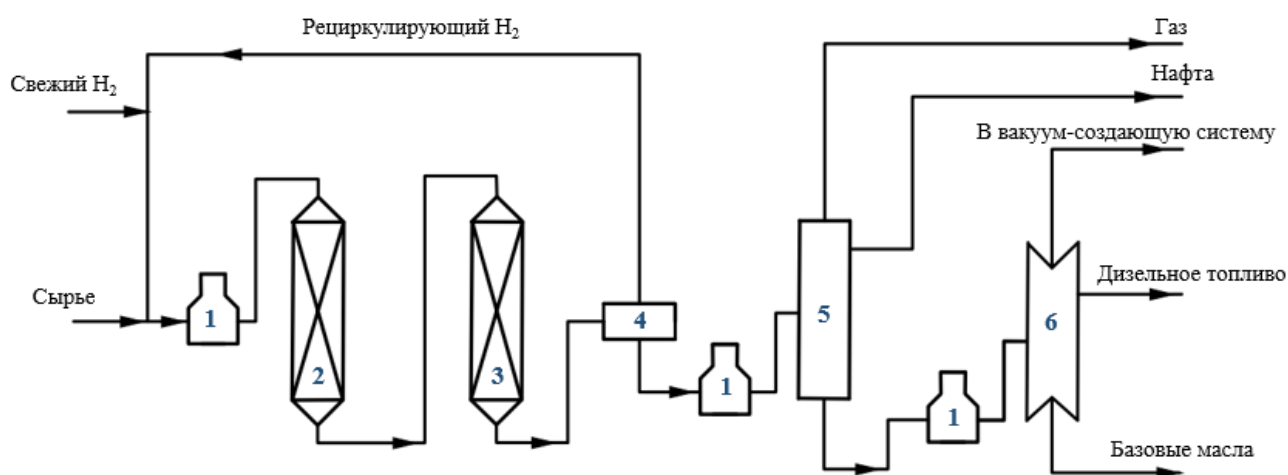 Рециркулирующий H₂
Газ
Свежий H₂
Нафта
В вакуум-создающую систему
Сырье
Дизельное топливо
1
2
3
4
5
6
1
1
Базовые масла